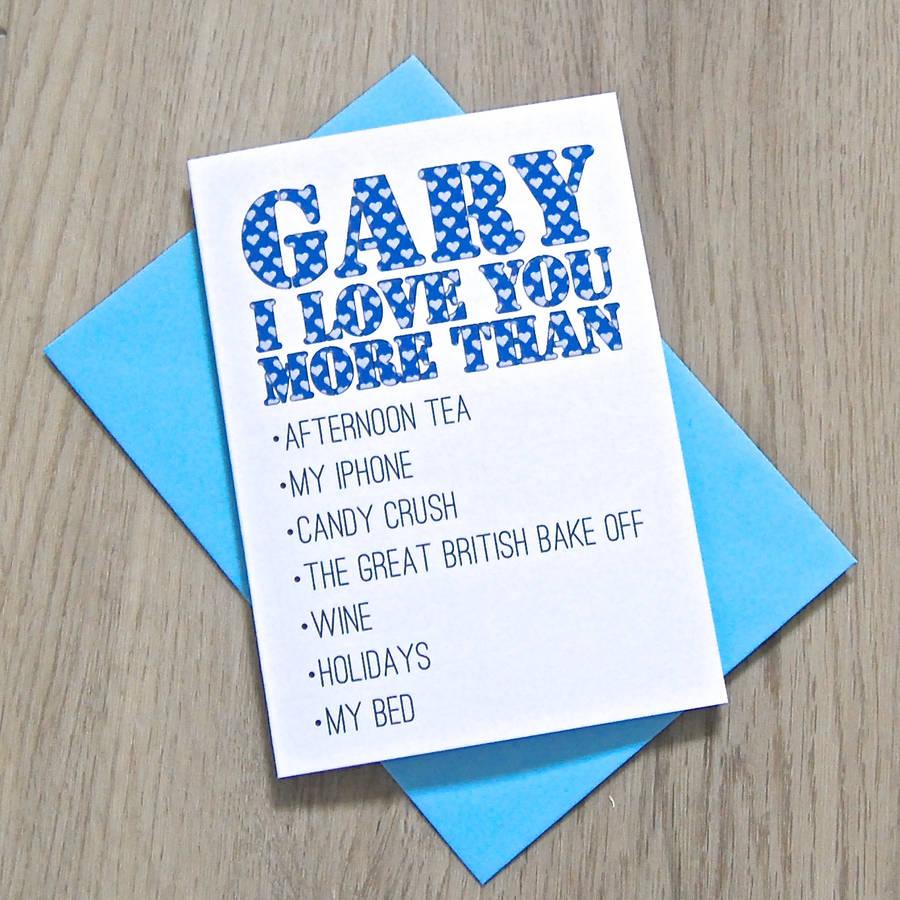 GARY
I LOVE YOU
MORE THAN
•AFTERNOON TEA
•MY IPHONE
•CANDY CRUSH
•THE GREAT BRITISH BAKE OFF
•WINE
•HOLIDAYS
•MY BED